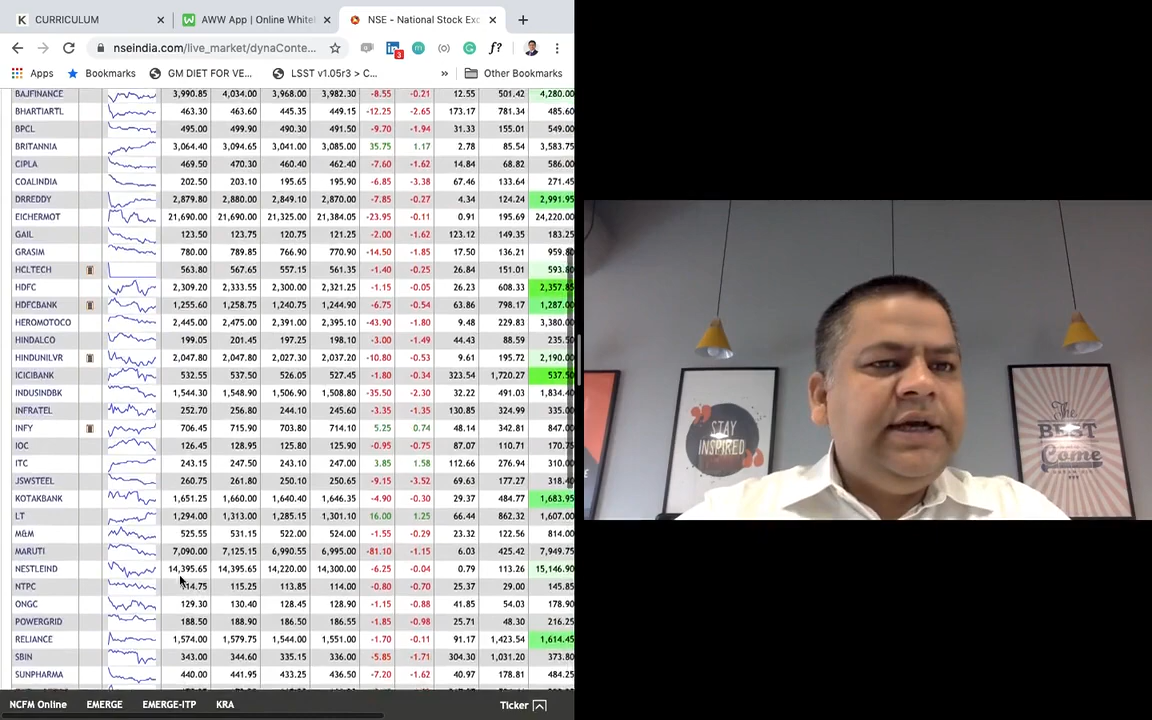 CURRICULUM
AWW App | Online White
NSE - National Stock Exc
nseindia.com/live_market/dynaConte...
3
f?
Apps
Bookmarks
GM DIET FOR VE...
LSST v1.05r3 > C...
»
Other Bookmarks
BAJFINANCE 3,990.85 4,034.00 3,968.00 3,982.30 -8.55 -0.21 12.55 501.42 4,280.00
BHARTIARTL 463.30 463.60 445.35 449.15 -12.25 -2.65 173.17 781.34 485.60
BPCL 495.00 499.90 490.30 491.50 -9.70 -1.94 31.33 155.01 549.00
BRITANNIA 3,064.40 3,094.65 3,041.00 3,085.00 35.75 1.17 2.78 85.54 3,583.75
CIPLA 469.50 470.30 460.40 462.40 -7.60 -1.62 14.84 68.82 586.00
COALINDIA 202.50 203.10 195.65 195.90 -6.85 -3.38 67.46 133.64 271.45
DRREDDY 2,879.80 2,880.00 2,849.10 2,870.00 -7.85 -0.27 4.34 124.24 2,991.95
EICHERMOT 21,690.00 21,690.00 21,325.00 21,384.05 -23.95 -0.11 0.91 195.69 24,220.00
GAIL 123.50 123.75 120.75 121.25 -2.00 -1.62 123.12 149.35 183.25
GRASIM 780.00 789.85 766.90 770.90 -14.50 -1.85 17.50 136.21 959.80
HCLTECH 563.80 567.65 557.15 561.35 -1.40 -0.25 26.84 151.01 593.80
HDFC 2,309.20 2,333.55 2,300.00 2,321.25 -1.15 -0.05 26.23 608.33 2,357.85
HDFCBANK 1,255.60 1,258.75 1,240.75 1,244.90 -6.75 -0.54 63.86 798.17 1,287.00
HEROMOTOCO 2,445.00 2,475.00 2,391.00 2,395.10 -43.90 -1.80 9.48 229.83 3,380.00
HINDALCO 199.05 201.45 197.25 198.10 -3.00 -1.49 44.43 88.59 235.50
HINDUNILVR 2,047.80 2,047.80 2,027.30 2,037.20 -10.80 -0.53 9.61 195.72 2,190.00
ICICIBANK 532.55 537.50 526.05 527.45 -1.80 -0.34 323.54 1,720.27 537.50
INDUSINDBK 1,544.30 1,548.90 1,506.90 1,508.80 -35.50 -2.30 32.22 491.03 1,834.40
INFRATEL 252.70 256.80 244.10 245.60 -3.35 -1.35 130.85 324.99 335.00
INFY 706.45 715.90 703.80 714.10 5.25 0.74 48.14 342.81 847.00
IOC 126.45 128.95 125.80 125.90 -0.95 -0.75 87.07 110.71 170.75
ITC 243.15 247.50 243.10 247.00 3.85 1.58 112.66 276.94 310.00
JSWSTEEL 260.75 261.80 250.10 250.65 -9.15 -3.52 69.63 177.27 318.40
KOTAKBANK 1,651.25 1,660.00 1,640.40 1,646.35 -4.90 -0.30 29.37 484.77 1,683.95
LT 1,294.00 1,313.00 1,285.15 1,301.10 16.00 1.25 66.44 862.32 1,607.00
M&M 525.55 531.15 522.00 524.00 -1.55 -0.29 23.32 122.56 814.00
MARUTI 7,090.00 7,125.15 6,990.55 6,995.00 -81.10 -1.15 6.03 425.42 7,949.75
NESTLEIND 14,395.65 14,395.65 14,220.00 14,300.00 -6.25 -0.04 0.79 113.26 15,146.90
NTPC 14.75 115.25 113.85 114.00 -0.80 -0.70 25.37 29.00 145.85
ONGC 129.30 130.40 128.45 128.90 -1.15 -0.88 41.85 54.03 178.90
POWERGRID 188.50 188.90 186.50 186.55 -1.85 -0.98 25.71 48.30 216.25
RELIANCE 1,574.00 1,579.75 1,544.00 1,551.00 -1.70 -0.11 91.17 1,423.54 1,614.45
SBIN 343.00 344.60 335.15 336.00 -5.85 -1.71 304.30 1,031.20 373.80
SUNPHARMA 440.00 441.95 433.25 436.50 -7.20 -1.62 40.97 178.81 484.25
NCFM Online
EMERGE
EMERGE-ITP
KRA
Ticker
STAY
INSPIRED
The
BEST
Come